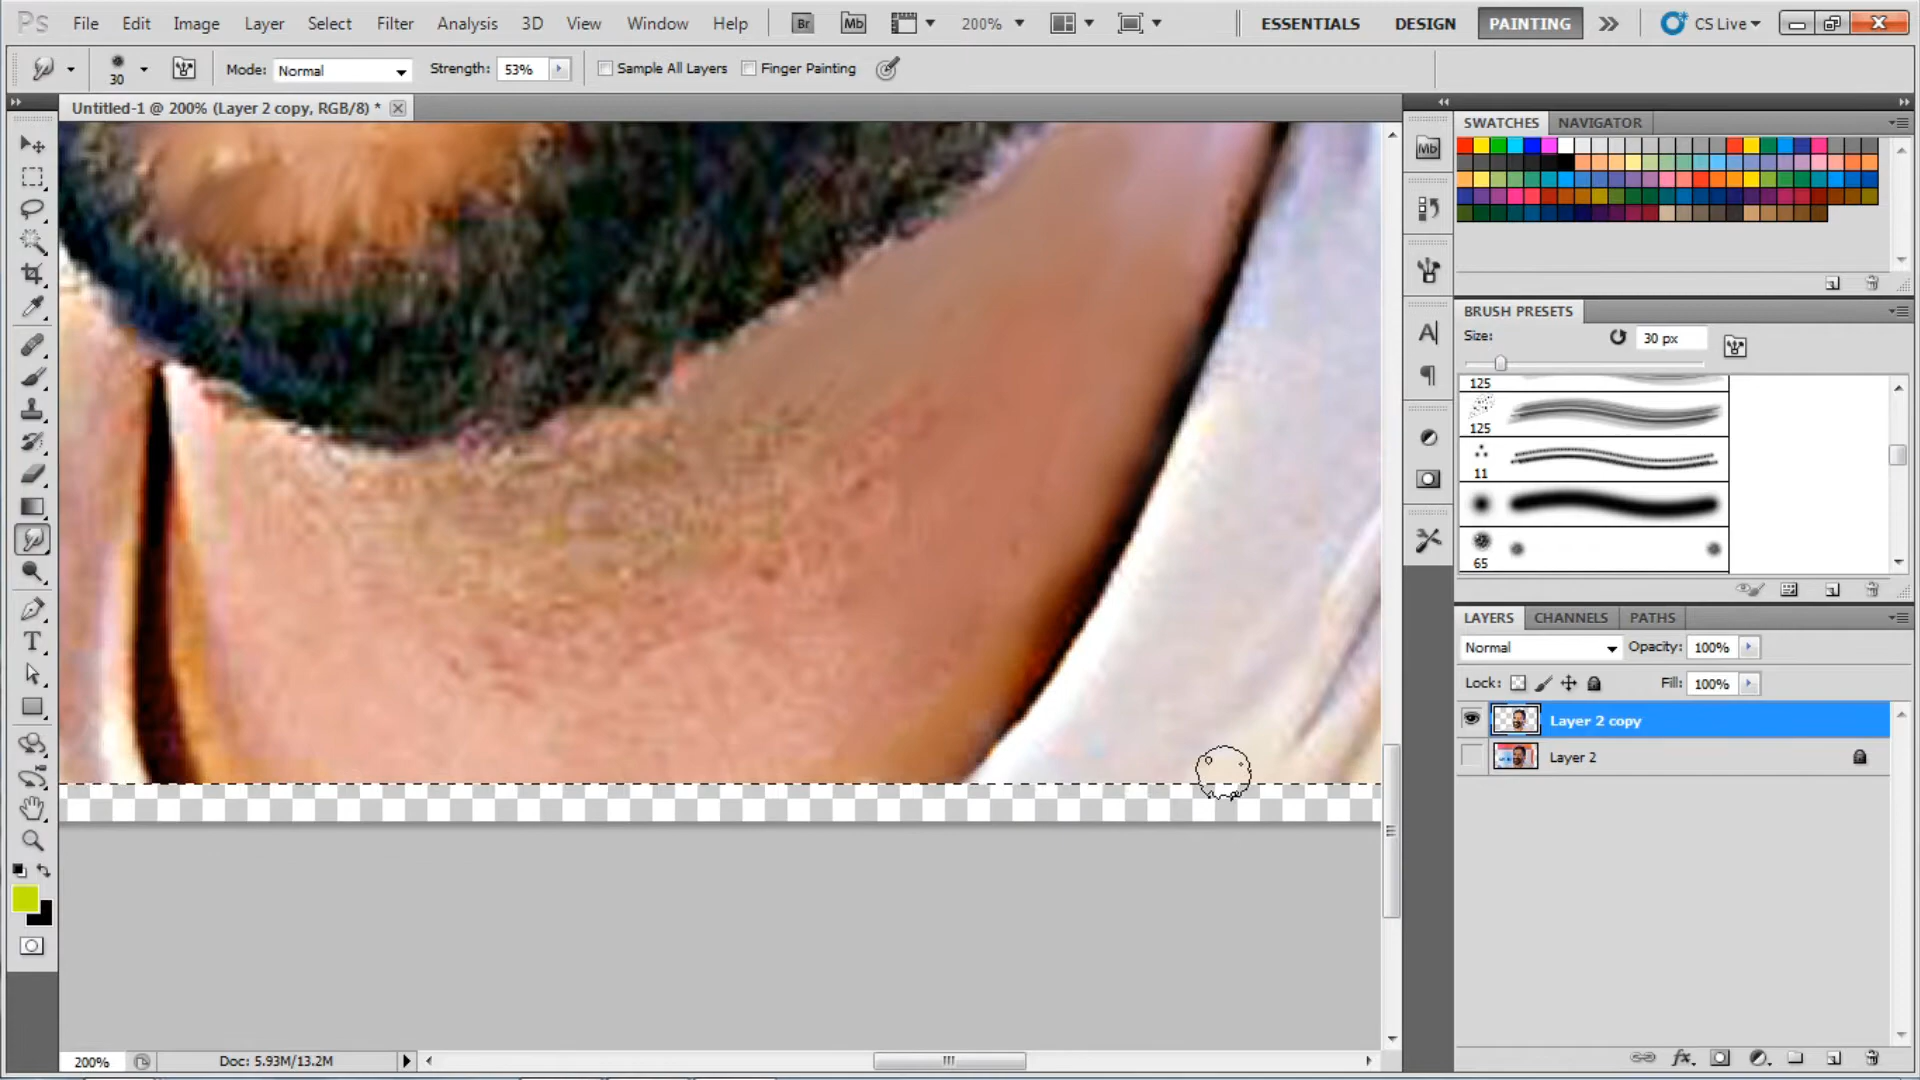 Ps File Edit Image Layer Select Filter Analysis 3D View Window Help Br Mb 200% ESSENTIALS DESIGN PAINTING CS Live
30 Mode: Normal Strength: 53% Sample All Layers Finger Painting
Untitled-1 @ 200% (Layer 2 copy, RGB/8) *
SWATCHES NAVIGATOR
Mb
BRUSH PRESETS
Size: 30 px
125
125
11
65
LAYERS CHANNELS PATHS
Normal Opacity: 100%
Lock: Fill: 100%
Layer 2 copy
Layer 2
200% Doc: 5.93M/13.2M